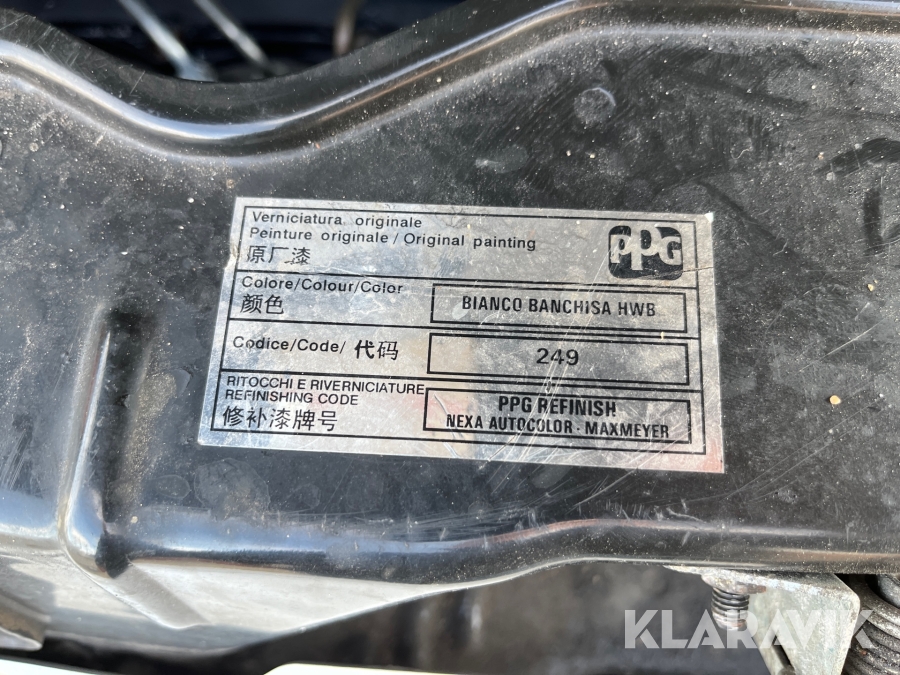 Verniciatura originale
Peinture originale / Original painting
原厂漆
PPG
Colore/Colour/Color
颜色
BIANCO BANCHISA HWB
Codice/Code/ 代码
249
RITOCCHI E RIVERNICIATURE
REFINISHING CODE
修补漆牌号
PPG REFINISH
NEXA AUTOCOLOR - MAXMEYER
KLARAVIK